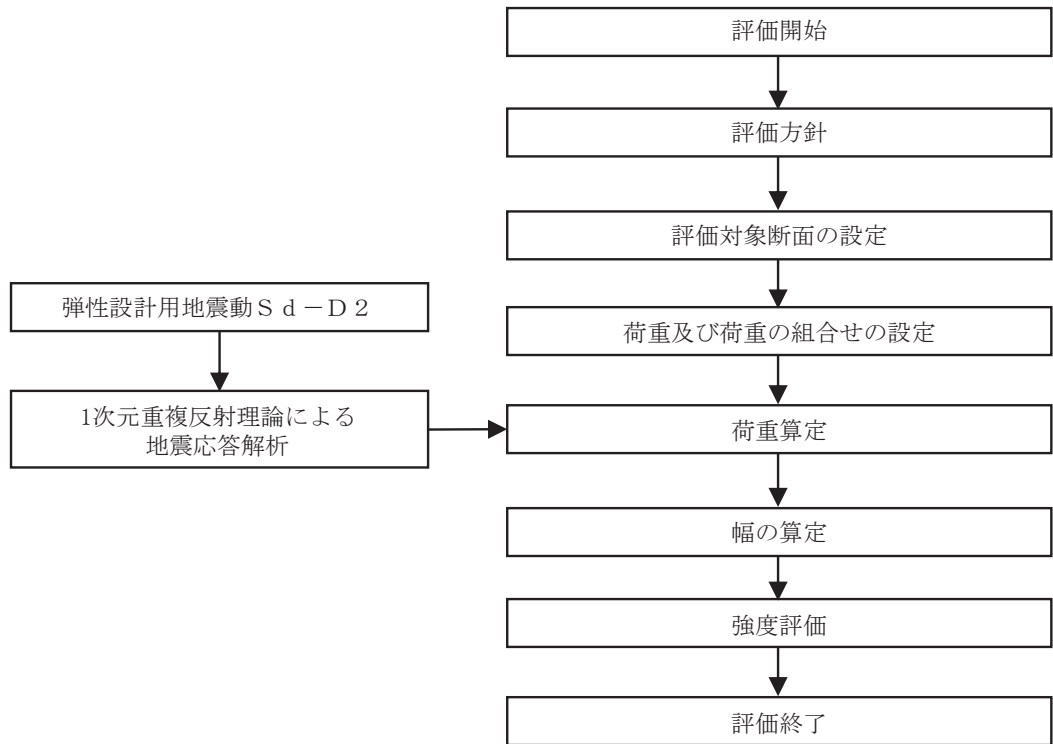 評価開始
評価方針
評価対象断面の設定
弾性設計用地震動Ｓｄ－Ｄ２
荷重及び荷重の組合せの設定
1次元重複反射理論による
地震応答解析
荷重算定
幅の算定
強度評価
評価終了